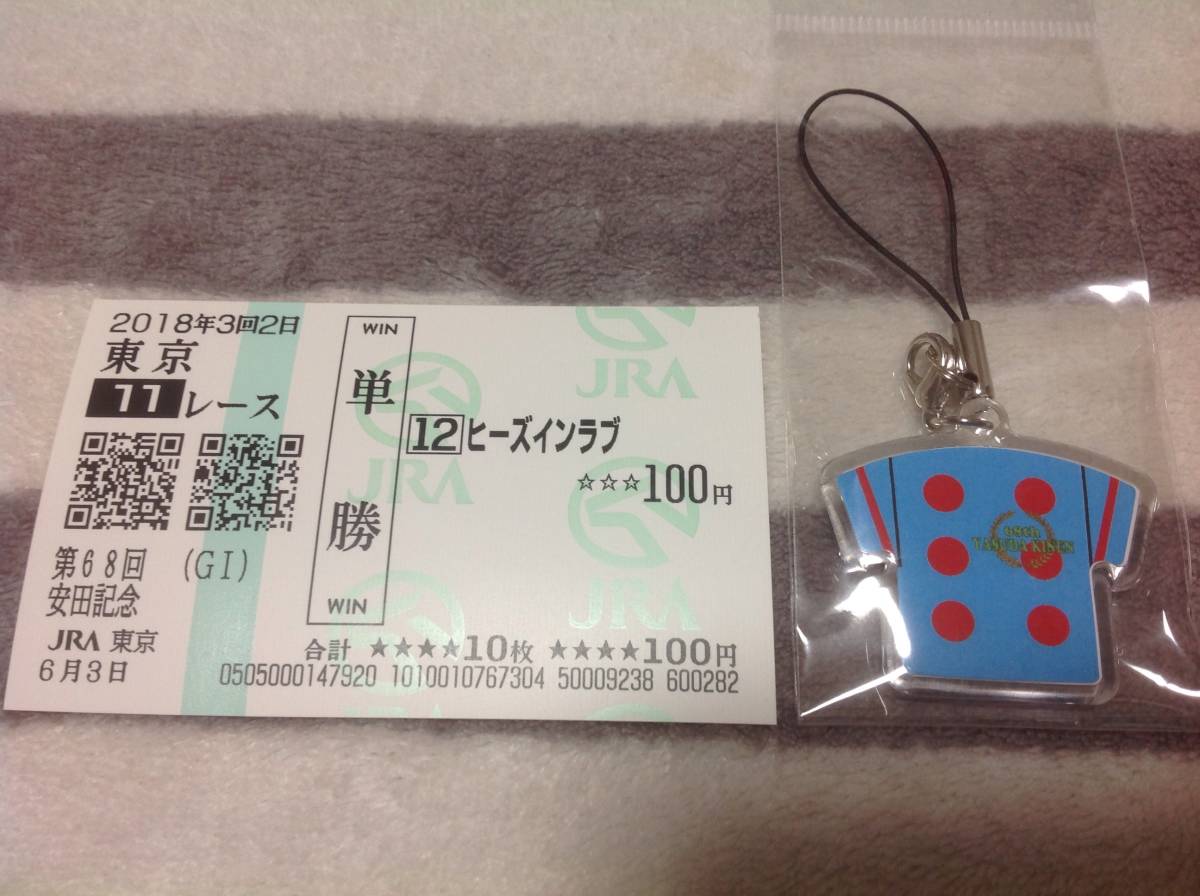 2018年3回2日
東京
11レース
第68回 (GI)
安田記念
JRA 東京
6月3日
WIN
単勝
WIN
12ヒーズインラブ
☆☆☆100円
合計 ★★★★10枚 ★★★★100円
0505000147920 1010010767304 50009238 600282
JRA
JRA
JRA
68th
YASUDA KINEN